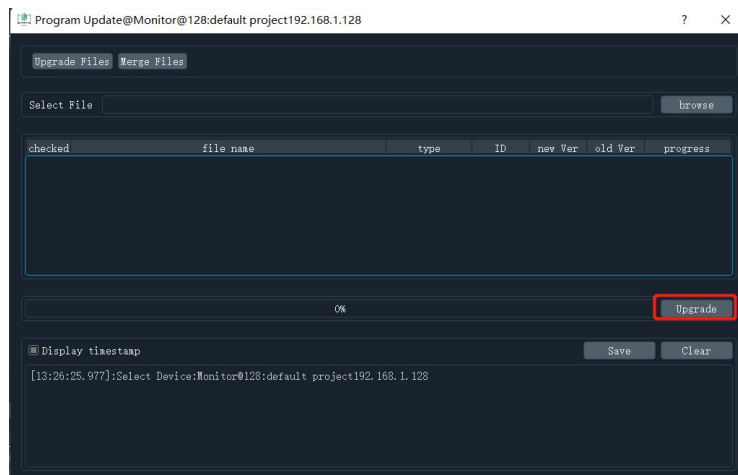 Program Update@Monitor@128:default project192.168.1.128 ? ×
Upgrade Files Merge Files
Select File browse
checked file name type ID new Ver old Ver progress
0% Upgrade
Display timestamp Save Clear
[13:26:25.977]:Select Device:Monitor@128:default project192.168.1.128